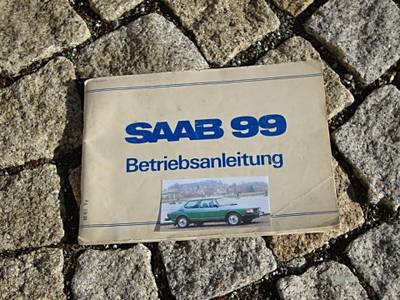 SAAB 99
Betriebsanleitung